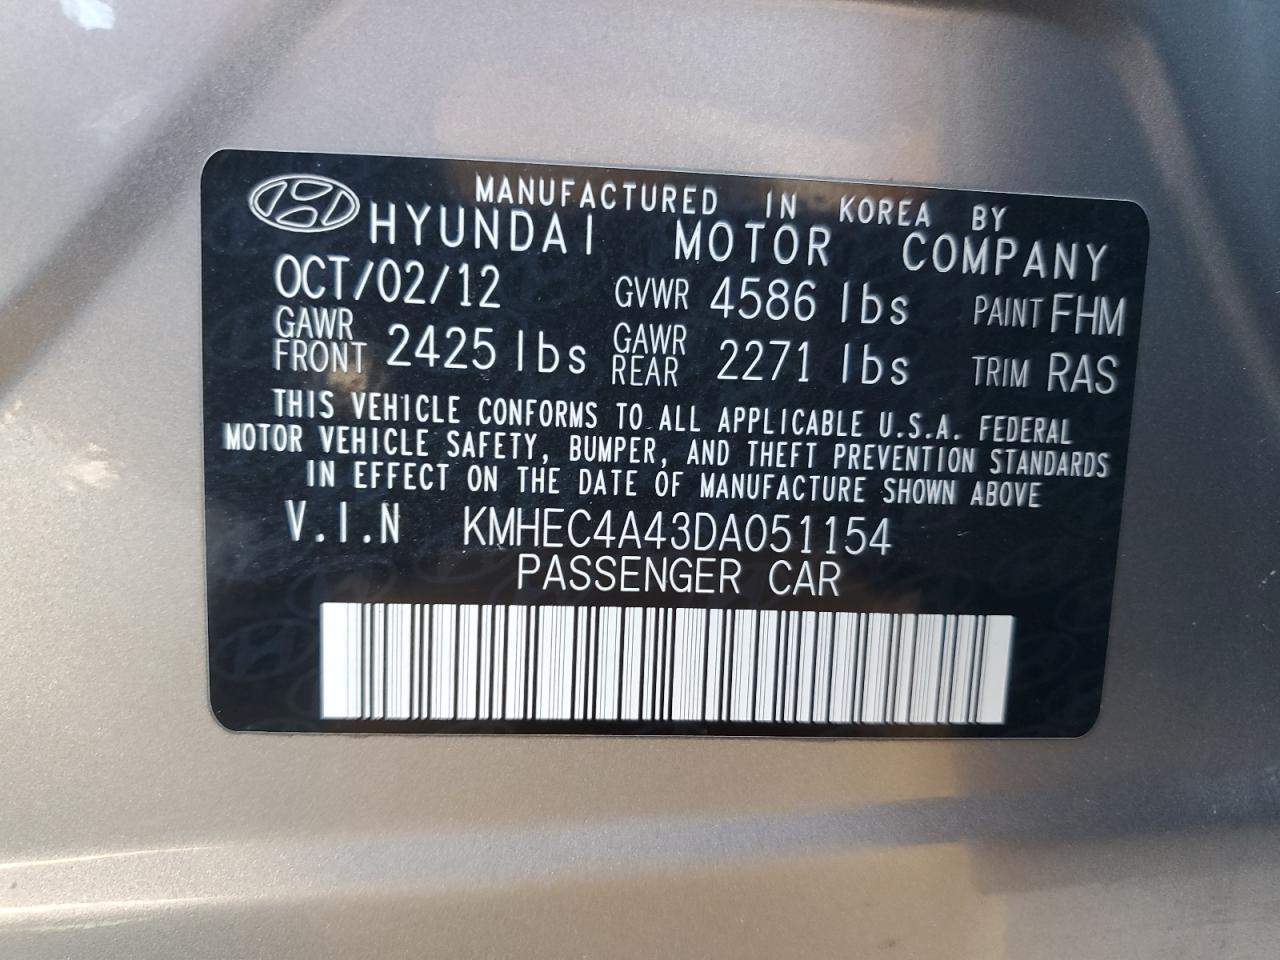 MANUFACTURED IN KOREA BY
HYUNDAI MOTOR COMPANY
OCT/02/12 GVWR 4586 lbs PAINT FHM
GAWR FRONT 2425 lbs GAWR REAR 2271 lbs TRIM RAS
THIS VEHICLE CONFORMS TO ALL APPLICABLE U.S.A. FEDERAL
MOTOR VEHICLE SAFETY, BUMPER, AND THEFT PREVENTION STANDARDS
IN EFFECT ON THE DATE OF MANUFACTURE SHOWN ABOVE
V.I.N KMHEC4A43DA051154
PASSENGER CAR